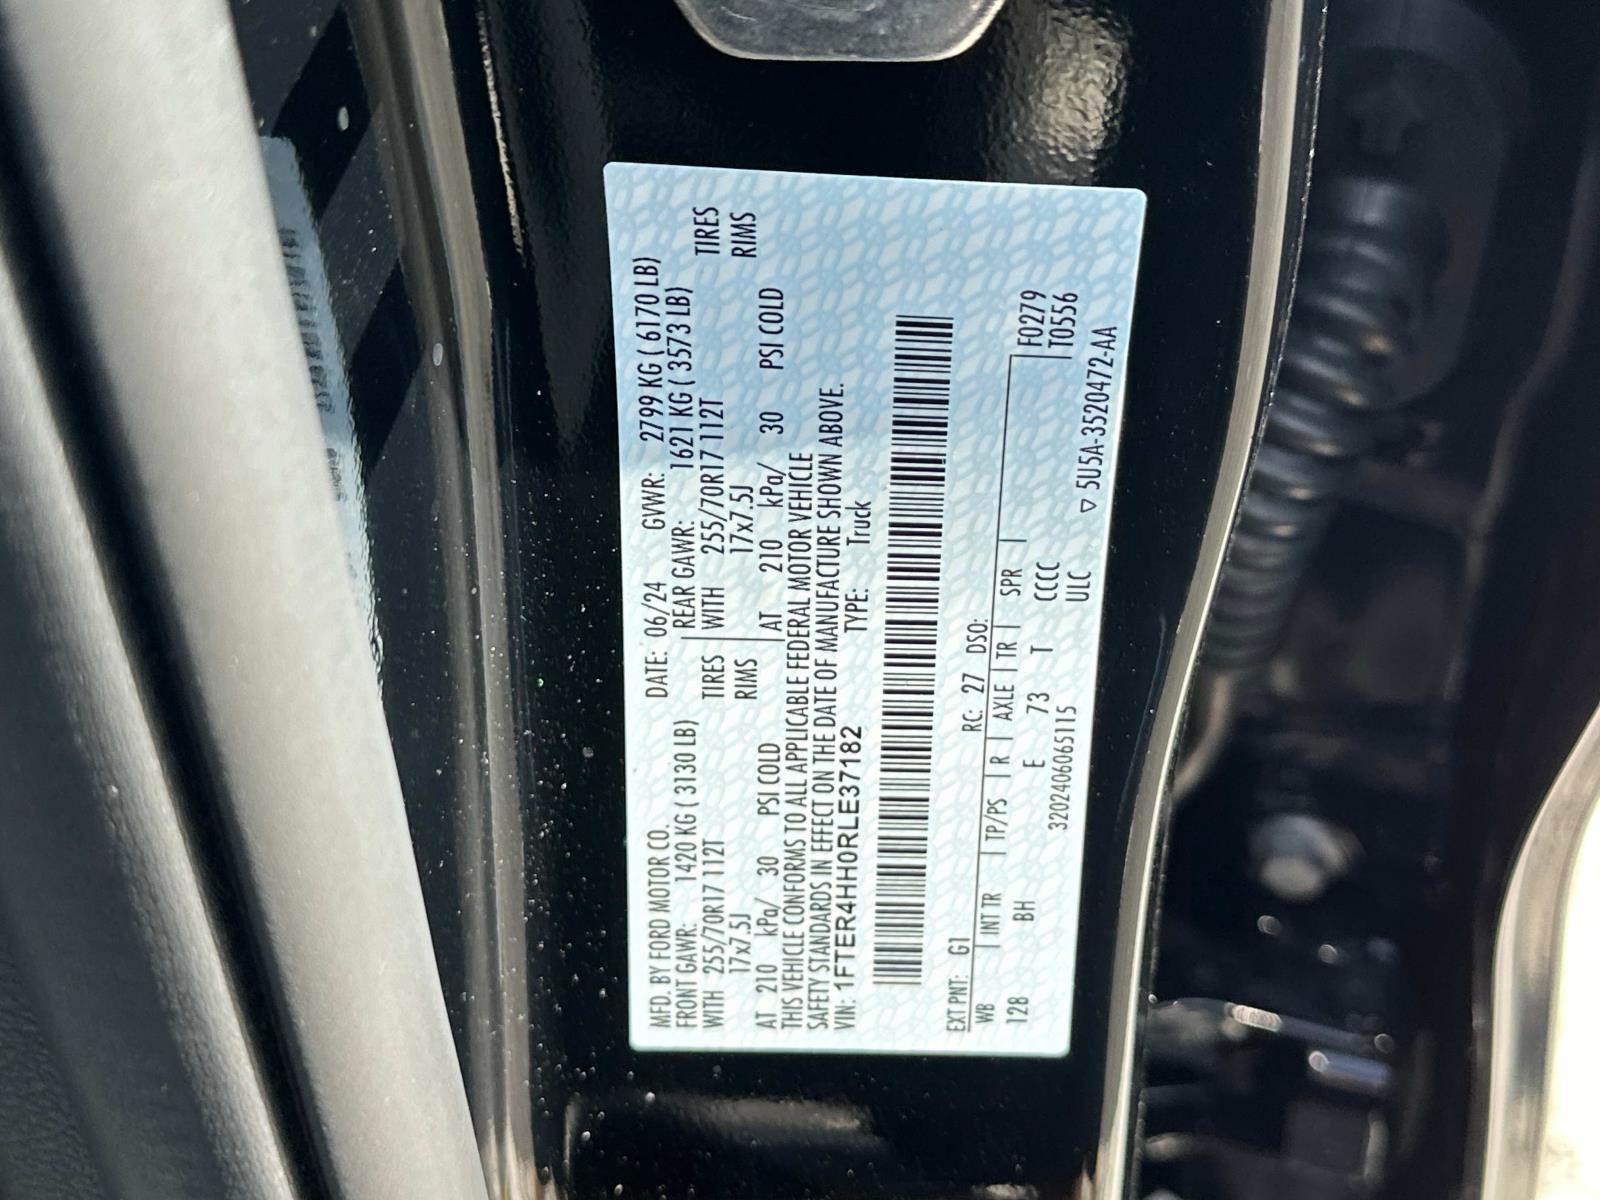 MFD. BY FORD MOTOR CO. DATE: 06/24 GVWR: 2799 KG ( 6170 LB)
FRONT GAWR: 1420 KG ( 3130 LB) REAR GAWR: 1621 KG ( 3573 LB)
WITH 255/70R17 112T TIRES WITH 255/70R17 112T TIRES
17x7.5J RIMS 17x7.5J RIMS
AT 210 kPa/ 30 PSI COLD AT 210 kPa/ 30 PSI COLD
THIS VEHICLE CONFORMS TO ALL APPLICABLE FEDERAL MOTOR VEHICLE
SAFETY STANDARDS IN EFFECT ON THE DATE OF MANUFACTURE SHOWN ABOVE.
VIN: 1FTER4HH0RLE37182 TYPE: Truck
EXT PNT: G1 RC: 27 DSO:
WB INT TR TP/PS R AXLE TR SPR F0279
128 BH E 73 T CCCC T0556
32024060651 15 ULC
▽ 5U5A-3520472-AA